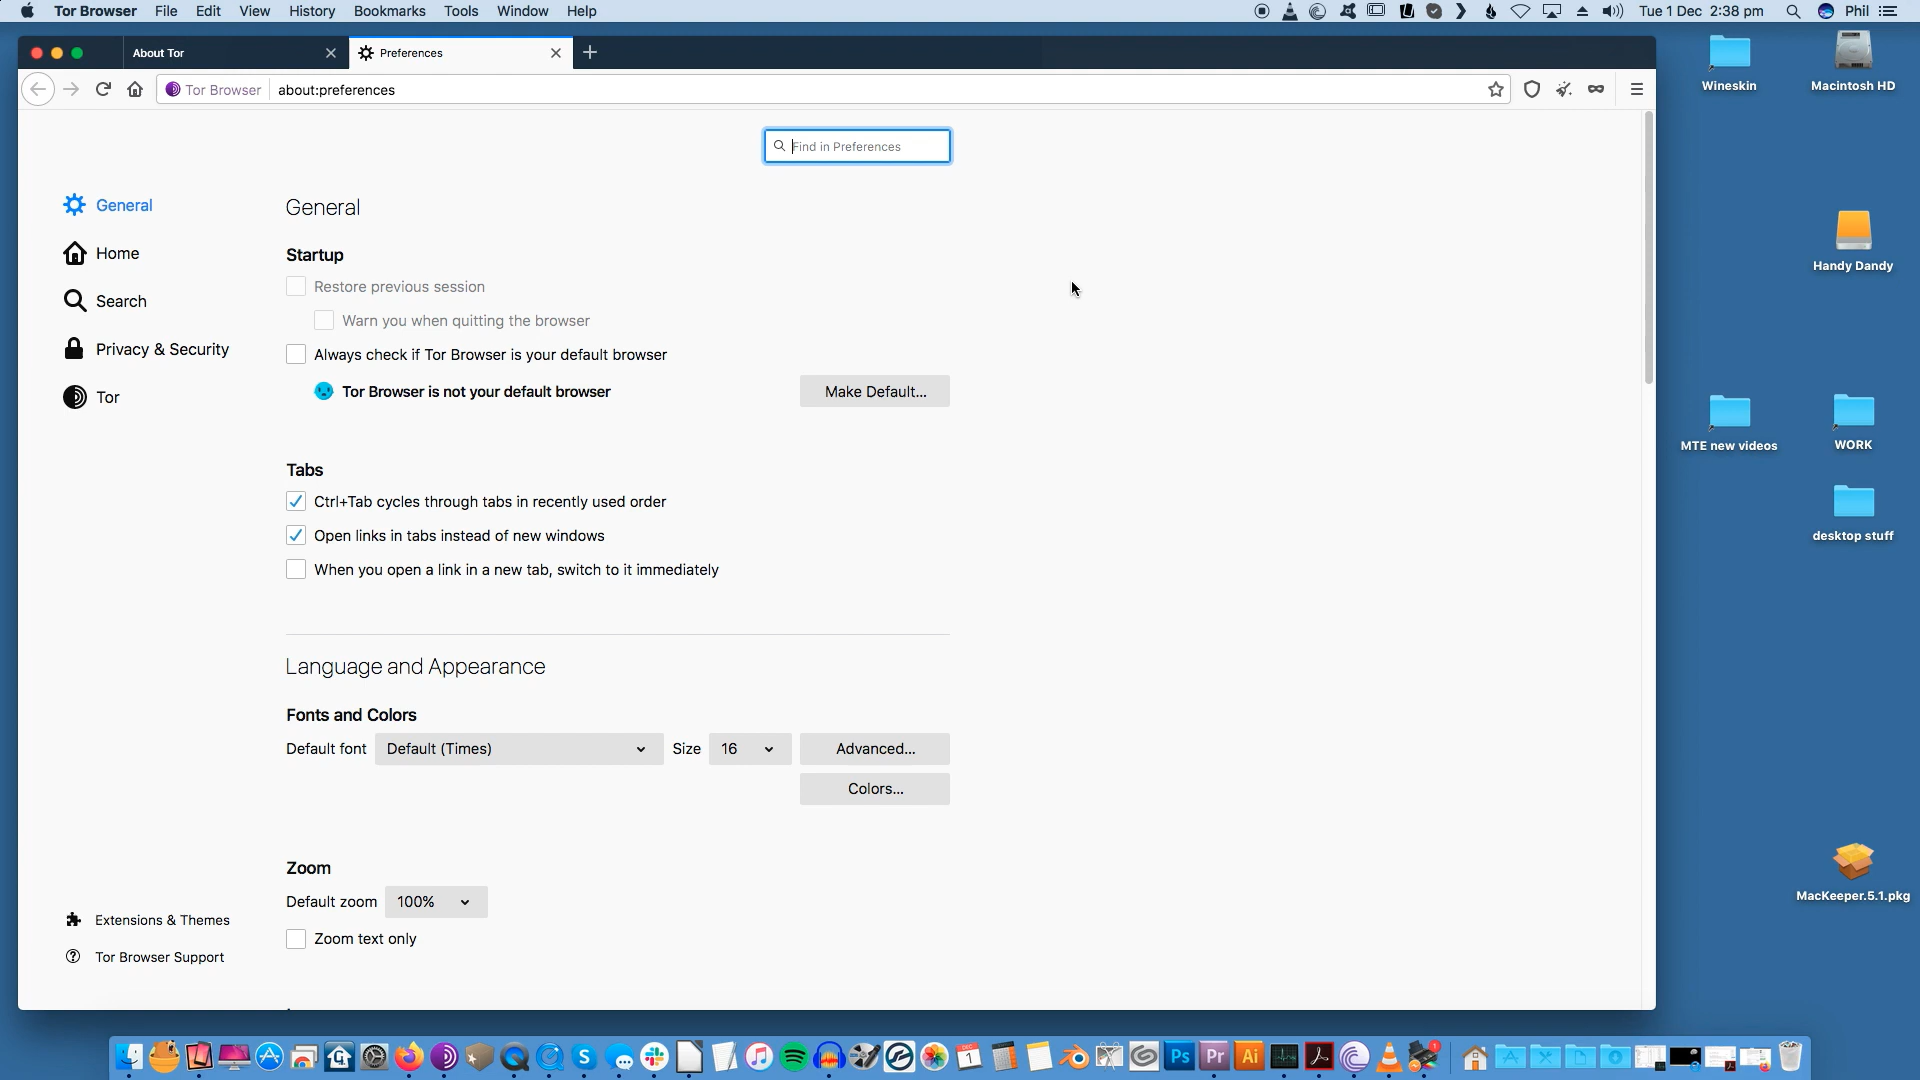 Tor Browser File Edit View History Bookmarks Tools Window Help Tue 1 Dec 2:38 pm Phil
About Tor Preferences
Tor Browser about:preferences
Find in Preferences
General
Home
Search
Privacy & Security
Tor
Extensions & Themes
Tor Browser Support
General
Startup
Restore previous session
Warn you when quitting the browser
Always check if Tor Browser is your default browser
Tor Browser is not your default browser Make Default...
Tabs
Ctrl+Tab cycles through tabs in recently used order
Open links in tabs instead of new windows
When you open a link in a new tab, switch to it immediately
Language and Appearance
Fonts and Colors
Default font Default (Times) Size 16 Advanced...
Colors...
Zoom
Default zoom 100%
Zoom text only
Wineskin Macintosh HD
Handy Dandy
MTE new videos WORK
desktop stuff
MacKeeper.5.1.pkg
S DEC 1 Ps Pr Ai 1